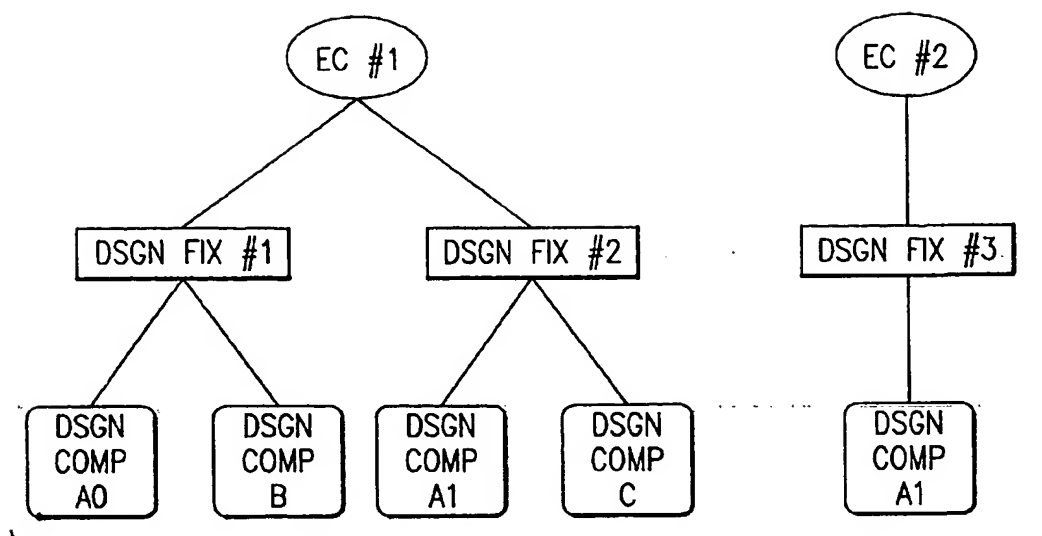 EC #1
EC #2
DSGN FIX #1
DSGN FIX #2
DSGN FIX #3
DSGN
COMP
A0
DSGN
COMP
B
DSGN
COMP
A1
DSGN
COMP
C
DSGN
COMP
A1